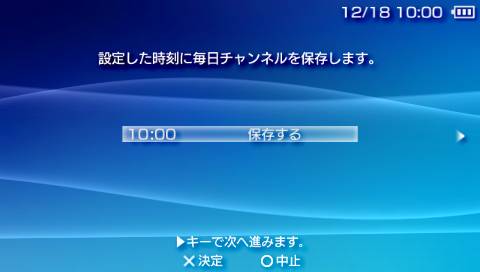 12/18 10:00
設定した時刻に毎日チャンネルを保存します。
10:00 保存する
▶キーで次へ進みます。
✕決定 ○中止